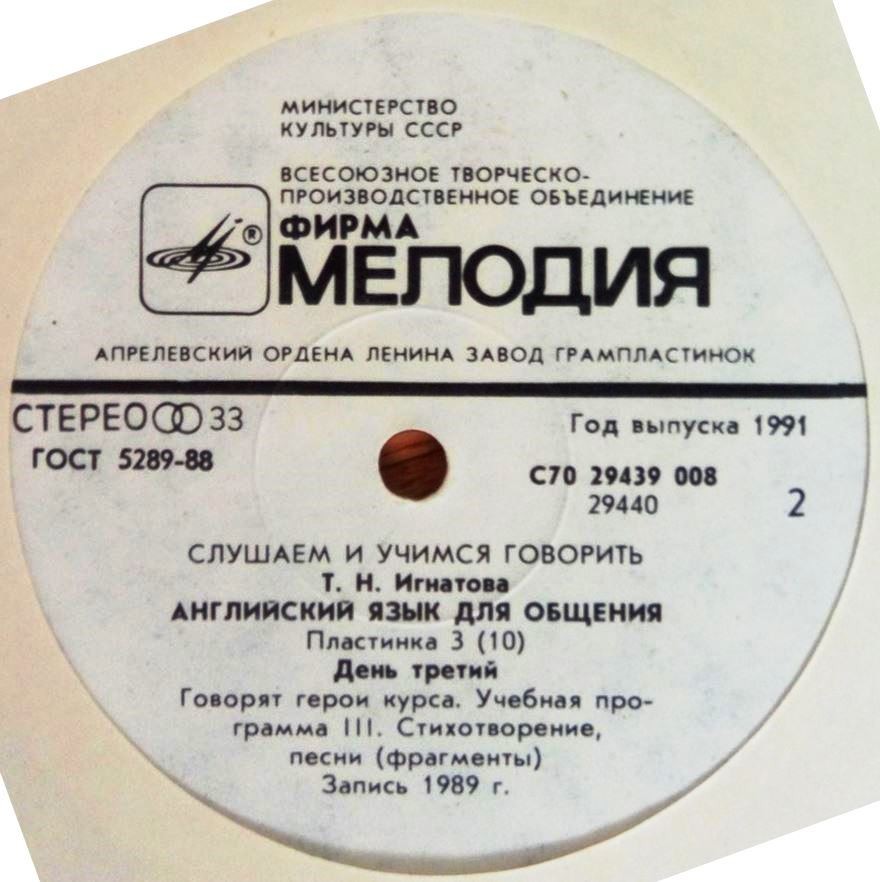 МИНИСТЕРСТВО
КУЛЬТУРЫ СССР
ВСЕСОЮЗНОЕ ТВОРЧЕСКО-
ПРОИЗВОДСТВЕННОЕ ОБЪЕДИНЕНИЕ
®
ФИРМА
МЕЛОДИЯ
АПРЕЛЕВСКИЙ ОРДЕНА ЛЕНИНА ЗАВОД ГРАМПЛАСТИНОК
СТЕРЕО 33
ГОСТ 5289-88
Год выпуска 1991
С70 29439 008
29440
2
СЛУШАЕМ И УЧИМСЯ ГОВОРИТЬ
Т. Н. Игнатова
АНГЛИЙСКИЙ ЯЗЫК ДЛЯ ОБЩЕНИЯ
Пластинка 3 (10)
День третий
Говорят герои курса. Учебная про-
грамма III. Стихотворение,
песни (фрагменты)
Запись 1989 г.